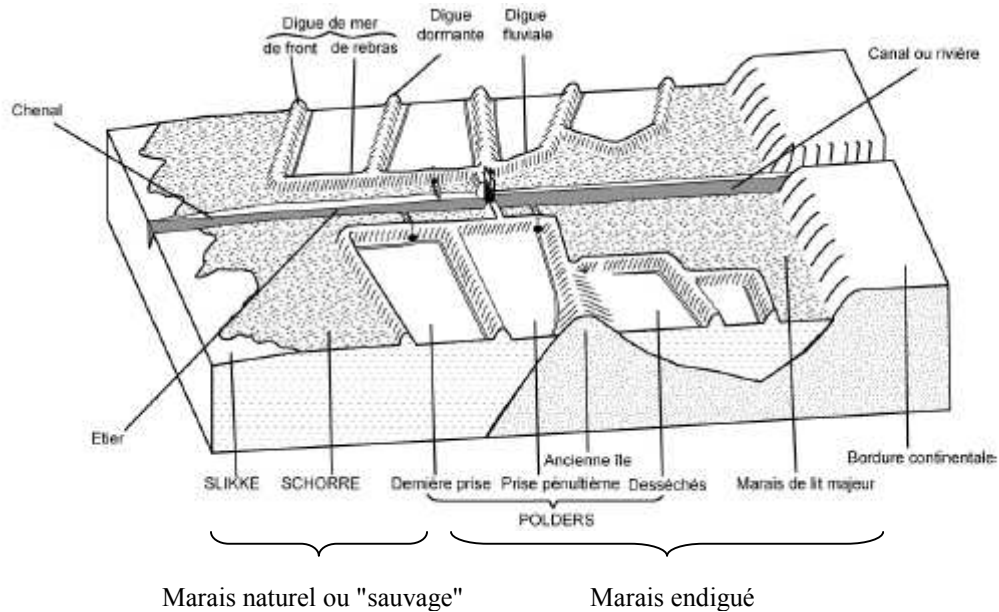 Digue de mer
de front de rebras
Digue
dormante
Digue
fluviale
Canal ou rivière
Chenal
Etier
Ancienne île
Bordure continentale
SLIKKE SCHORRE Dernière prise Prise pénultième Desséchés Marais de lit majeur
POLDERS
Marais naturel ou "sauvage" Marais endigué